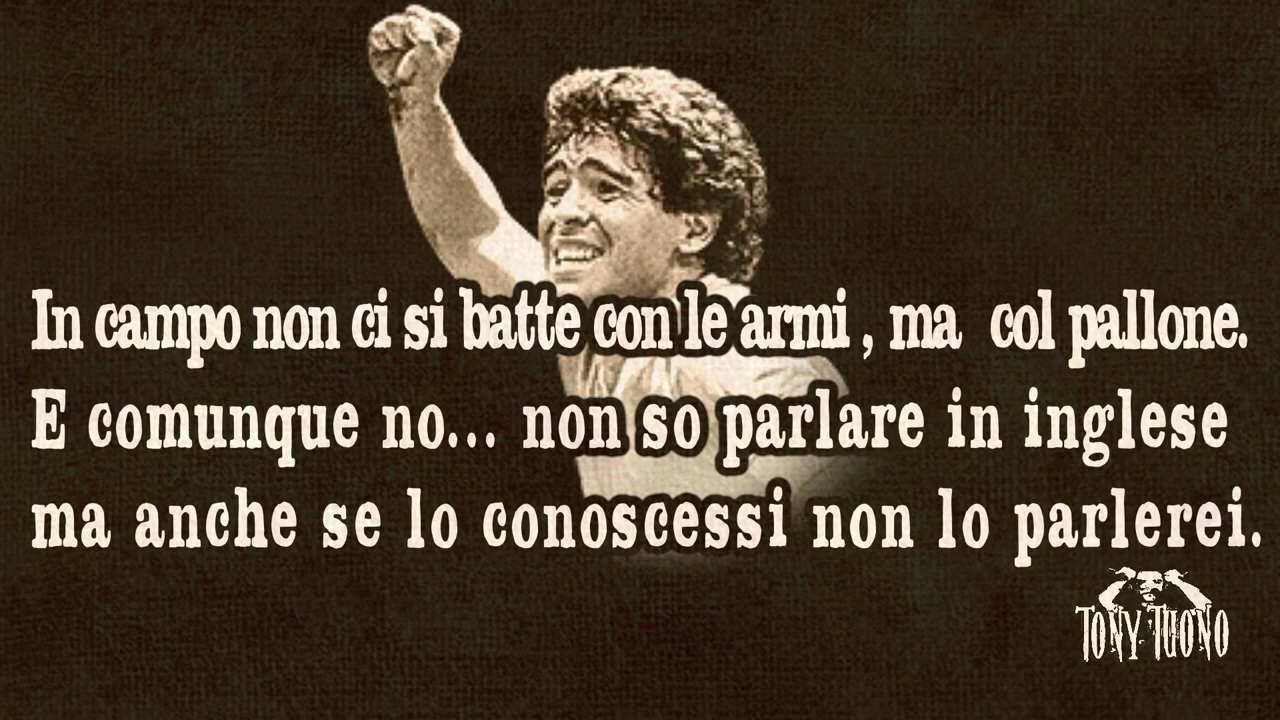 In campo non ci si batte con le armi , ma col pallone.
E comunque no... non so parlare in inglese
ma anche se lo conoscessi non lo parlerei.
TONY TUONO